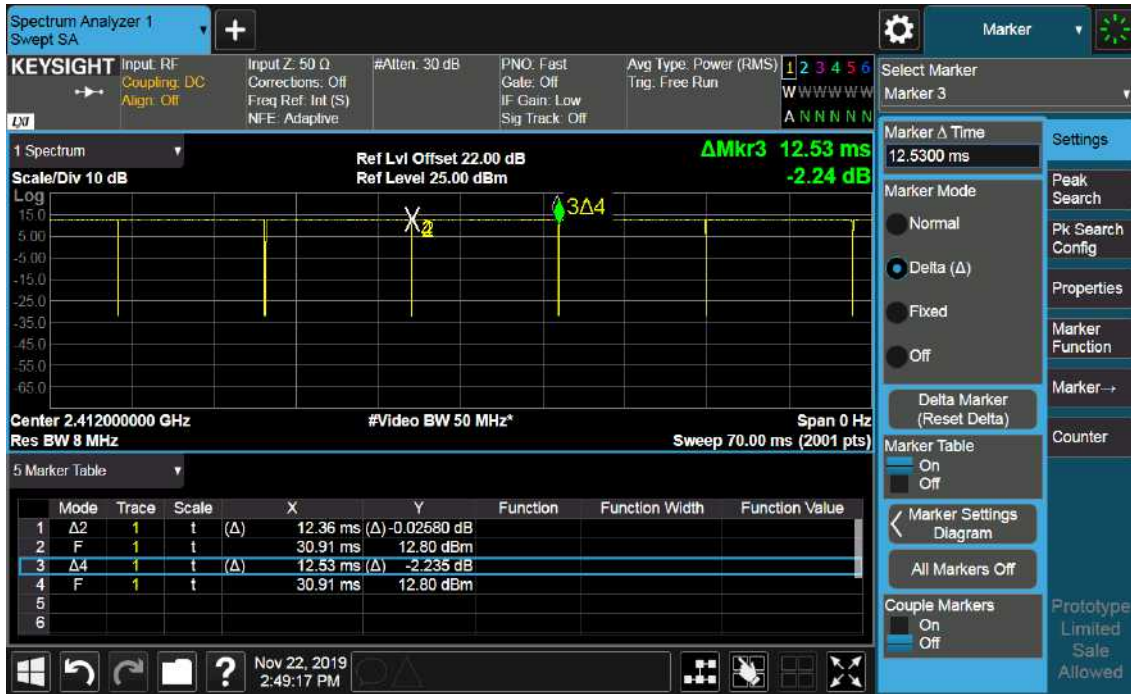 Spectrum Analyzer 1
Swept SA
Marker
KEYSIGHT
LXI
Input: RF
Coupling: DC
Align: Off
Input Z: 50 Ω
Corrections: Off
Freq Ref: Int (S)
NFE: Adaptive
#Atten: 30 dB
PNO: Fast
Gate: Off
IF Gain: Low
Sig Track: Off
Avg Type: Power (RMS)
Trig: Free Run
1 2 3 4 5 6
W W W W W W
A N N N N N
Select Marker
Marker 3
1 Spectrum
Scale/Div 10 dB
Ref Lvl Offset 22.00 dB
Ref Level 25.00 dBm
ΔMkr3 12.53 ms
-2.24 dB
Log
15.0
5.00
-5.00
-15.0
-25.0
-35.0
-45.0
-55.0
-65.0
3Δ4
Center 2.412000000 GHz
#Video BW 50 MHz*
Span 0 Hz
Res BW 8 MHz
Sweep 70.00 ms (2001 pts)
5 Marker Table
Mode Trace Scale X Y Function Function Width Function Value
1 Δ2 1 t (Δ) 12.36 ms (Δ) -0.02580 dB
2 F 1 t 30.91 ms 12.80 dBm
3 Δ4 1 t (Δ) 12.53 ms (Δ) -2.235 dB
4 F 1 t 30.91 ms 12.80 dBm
5
6
Marker Δ Time
12.5300 ms
Marker Mode
Normal
Delta (Δ)
Fixed
Off
Delta Marker
(Reset Delta)
Marker Table
On
Off
Marker Settings
Diagram
All Markers Off
Couple Markers
On
Off
Settings
Peak
Search
Pk Search
Config
Properties
Marker
Function
Marker→
Counter
Prototype
Limited
Sale
Allowed
?
Nov 22, 2019
2:49:17 PM